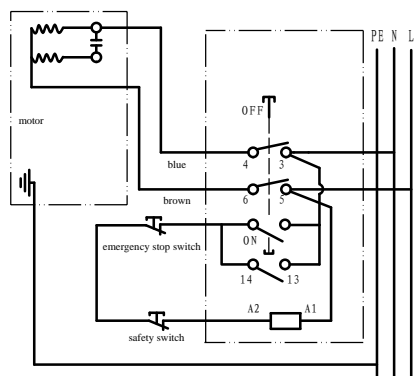 PE N L
OFF
motor
4 3
blue
6 5
brown
ON
emergency stop switch
14 13
A2 A1
safety switch